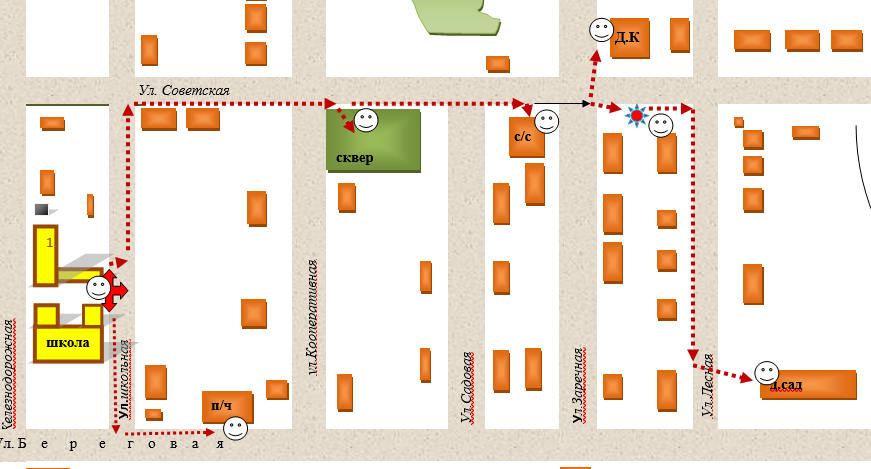 Д.К
Ул. Советская
с/с
сквер
1
школа
п/ч
д.сад
Железнодорожная
Ул.школьная
ул.Кооперативная
Ул.Садовая
Ул.Заречная
Ул.Лесная
Ул. Б е р е г о в а я